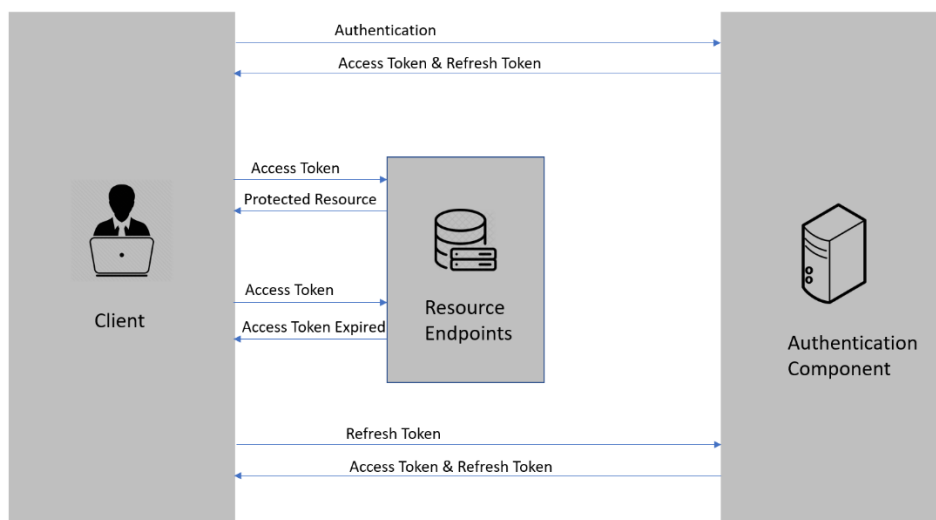 Authentication
Access Token & Refresh Token
Access Token
Protected Resource
Access Token
Access Token Expired
Client
Resource
Endpoints
Authentication
Component
Refresh Token
Access Token & Refresh Token